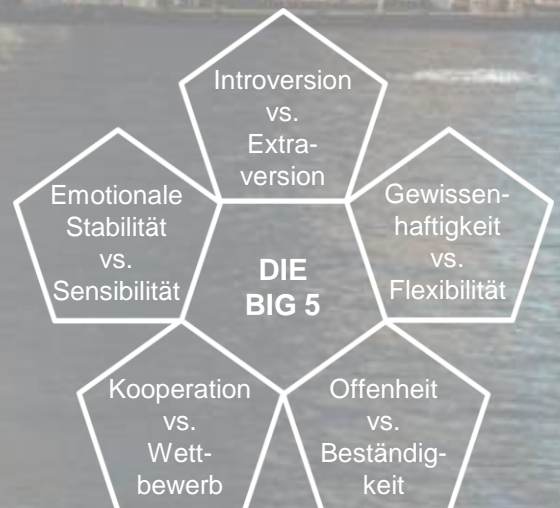 Introversion
vs.
Extra-
version
Emotionale
Stabilität
vs.
Sensibilität
Gewissen-
haftigkeit
vs.
Flexibilität
DIE
BIG 5
Kooperation
vs.
Wett-
bewerb
Offenheit
vs.
Beständig-
keit